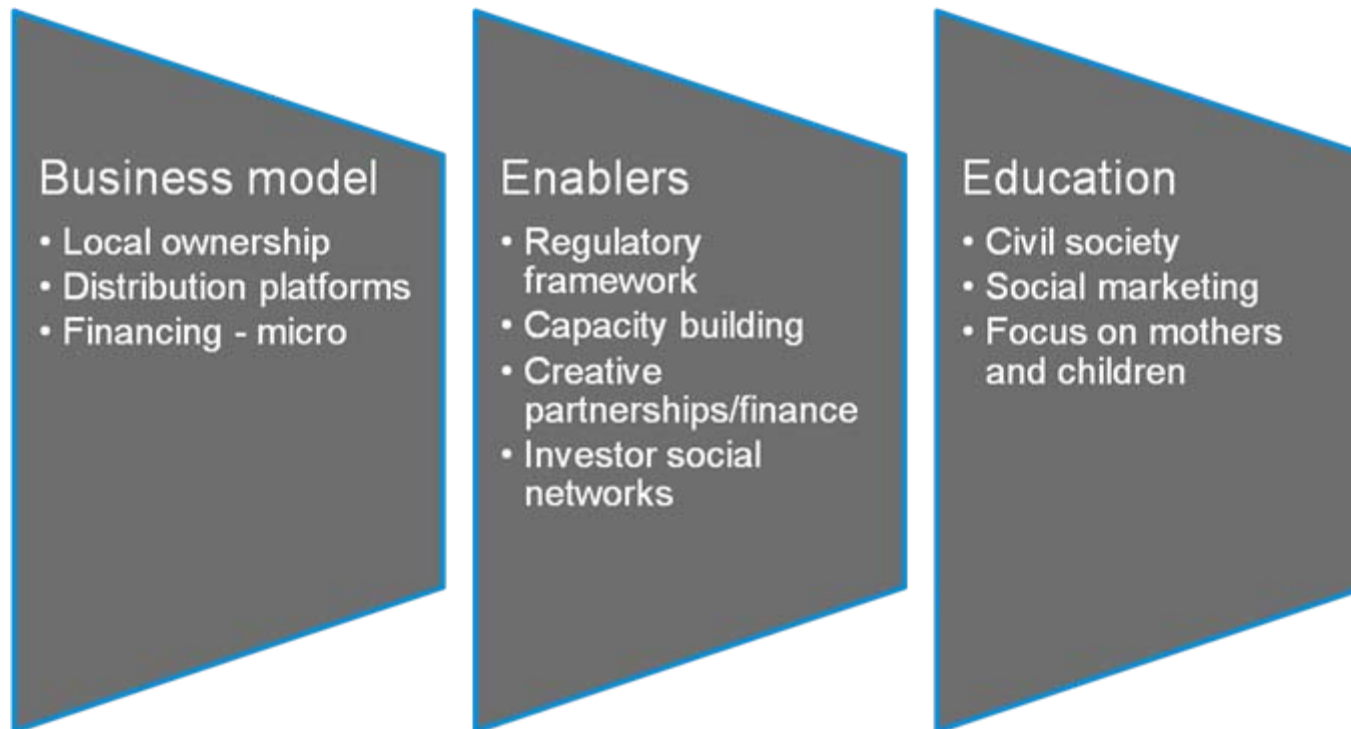 Business model
• Local ownership
• Distribution platforms
• Financing - micro
Enablers
• Regulatory
framework
• Capacity building
• Creative
partnerships/finance
• Investor social
networks
Education
• Civil society
• Social marketing
• Focus on mothers
and children